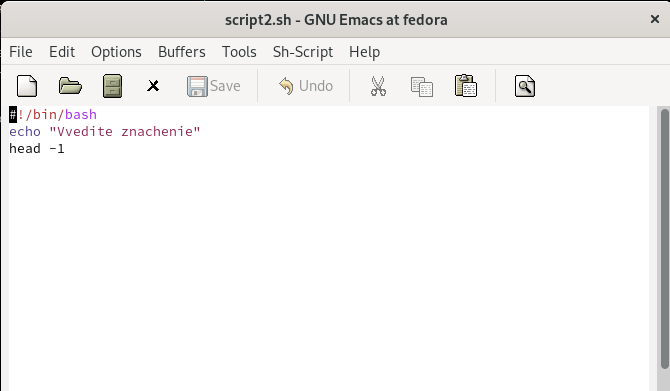 script2.sh - GNU Emacs at fedora
File Edit Options Buffers Tools Sh-Script Help
Save Undo
#!/bin/bash
echo "Vvedite znachenie"
head -1